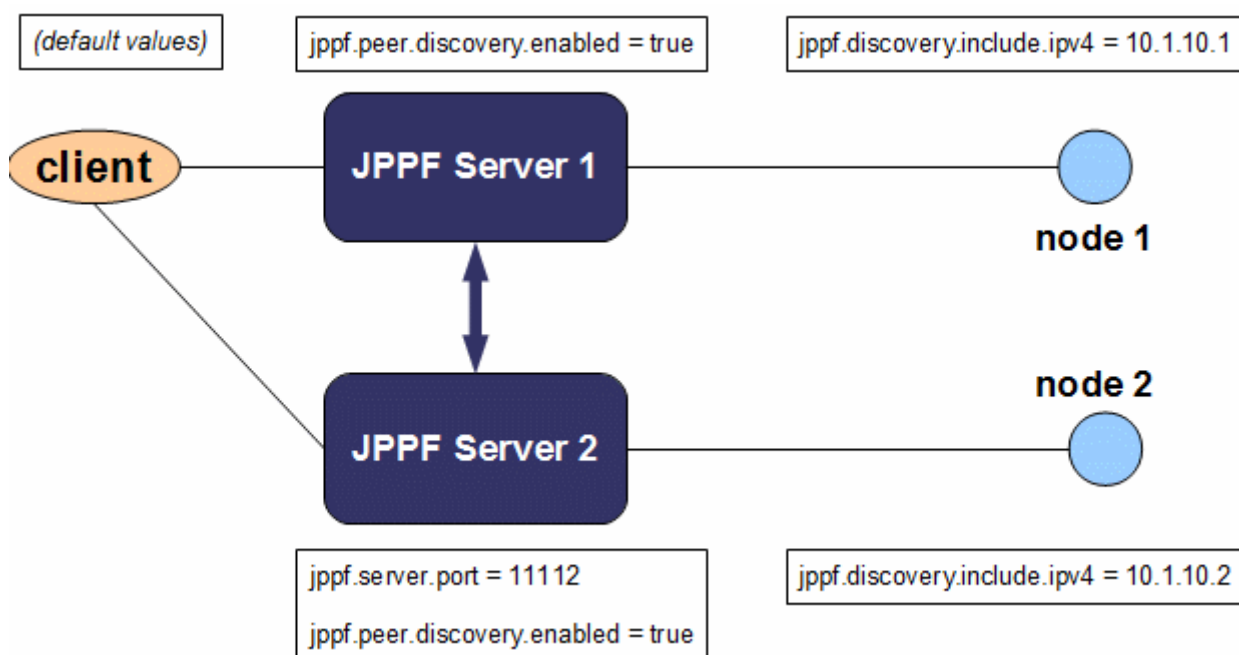 (default values)
jppf.peer.discovery.enabled = true
jppf.discovery.include.ipv4 = 10.1.10.1
client
JPPF Server 1
node 1
node 2
JPPF Server 2
jppf.server.port = 11112
jppf.peer.discovery.enabled = true
jppf.discovery.include.ipv4 = 10.1.10.2